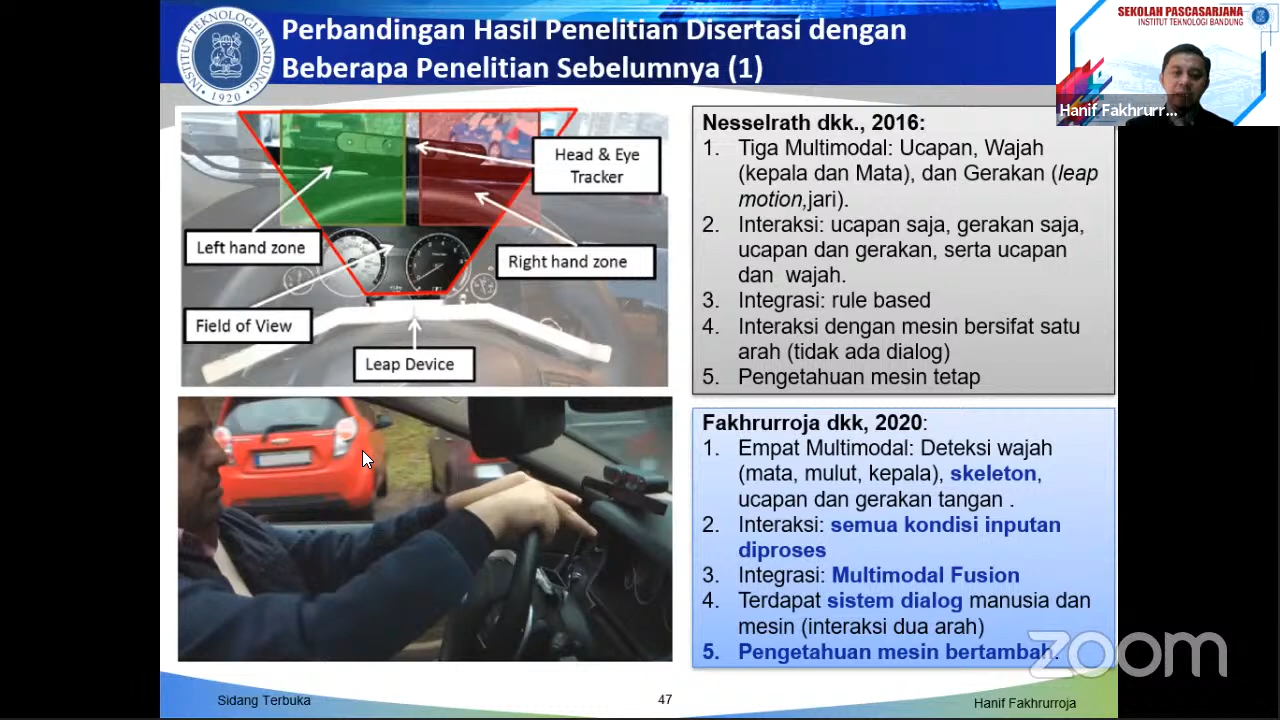 Perbandingan Hasil Penelitian Disertasi dengan
Beberapa Penelitian Sebelumnya (1)
INSTITUT TEKNOLOGI BANDUNG
1920
SEKOLAH PASCASARJANA
INSTITUT TEKNOLOGI BANDUNG
Hanif Fakhrurr...
Head & Eye
Tracker
Left hand zone
Right hand zone
Field of View
Leap Device
Nesselrath dkk., 2016:
1. Tiga Multimodal: Ucapan, Wajah
(kepala dan Mata), dan Gerakan (leap
motion,jari).
2. Interaksi: ucapan saja, gerakan saja,
ucapan dan gerakan, serta ucapan
dan wajah.
3. Integrasi: rule based
4. Interaksi dengan mesin bersifat satu
arah (tidak ada dialog)
5. Pengetahuan mesin tetap
Fakhrurroja dkk, 2020:
1. Empat Multimodal: Deteksi wajah
(mata, mulut, kepala), skeleton,
ucapan dan gerakan tangan .
2. Interaksi: semua kondisi inputan
diproses
3. Integrasi: Multimodal Fusion
4. Terdapat sistem dialog manusia dan
mesin (interaksi dua arah)
5. Pengetahuan mesin bertambah.
zoom
Sidang Terbuka
47
Hanif Fakhrurroja